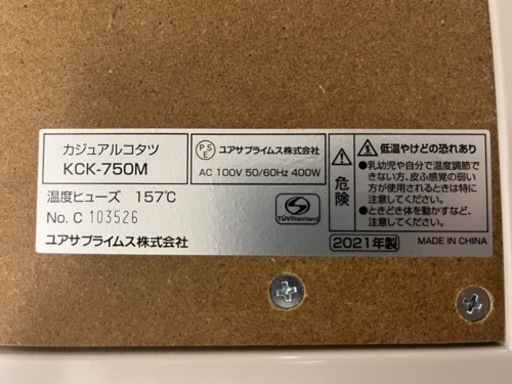 カジュアルコタツ
KCK-750M
PSE
ユアサプライムス株式会社
AC 100V 50/60Hz 400W
温度ヒューズ 157℃
No. C 103526
ユアサプライムス株式会社
TÜVRheinland
危険
低温やけどの恐れあり
●乳幼児や自分で温度調節で
きない方、皮ふ感覚の弱い
方が使用されるときは特に
注意してください。
●ときどき体を動かすなど、
注意してください。
2021年製
MADE IN CHINA